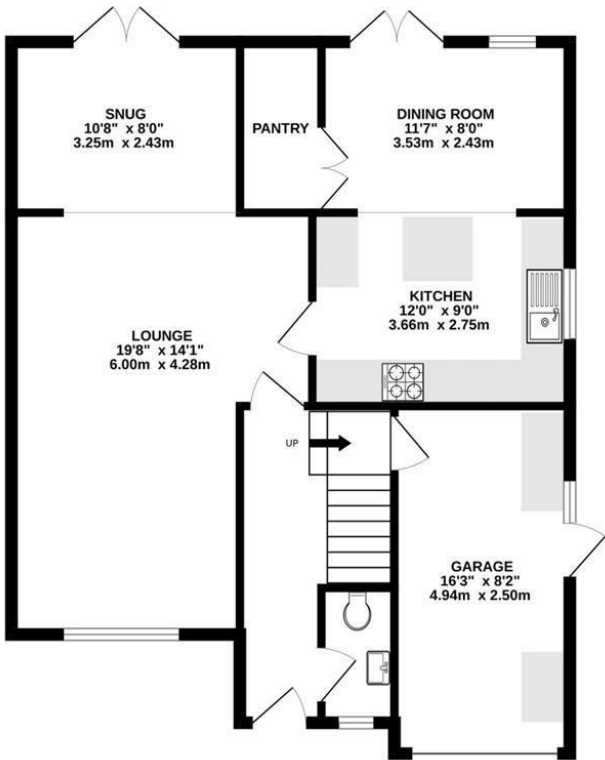 SNUG
10'8" x 8'0"
3.25m x 2.43m
PANTRY
DINING ROOM
11'7" x 8'0"
3.53m x 2.43m
KITCHEN
12'0" x 9'0"
3.66m x 2.75m
LOUNGE
19'8" x 14'1"
6.00m x 4.28m
UP
GARAGE
16'3" x 8'2"
4.94m x 2.50m